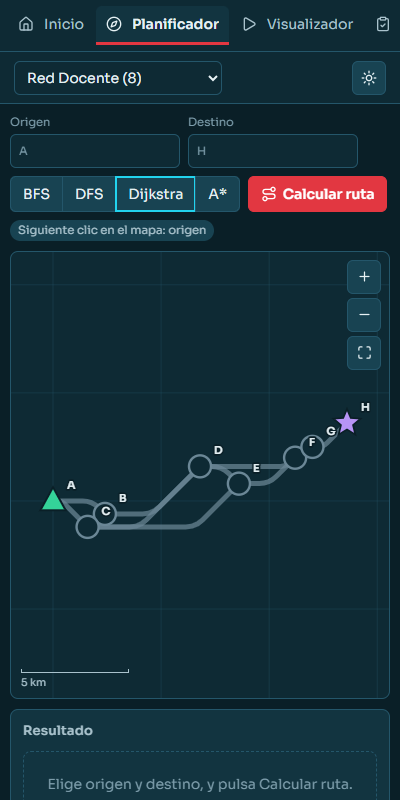 Inicio Planificador Visualizador
Red Docente (8)
Origen Destino
A H
BFS DFS Dijkstra A* Calcular ruta
Siguiente clic en el mapa: origen
+
−
H
G
F
D
E
A
B
C
5 km
Resultado
Elige origen y destino, y pulsa Calcular ruta.